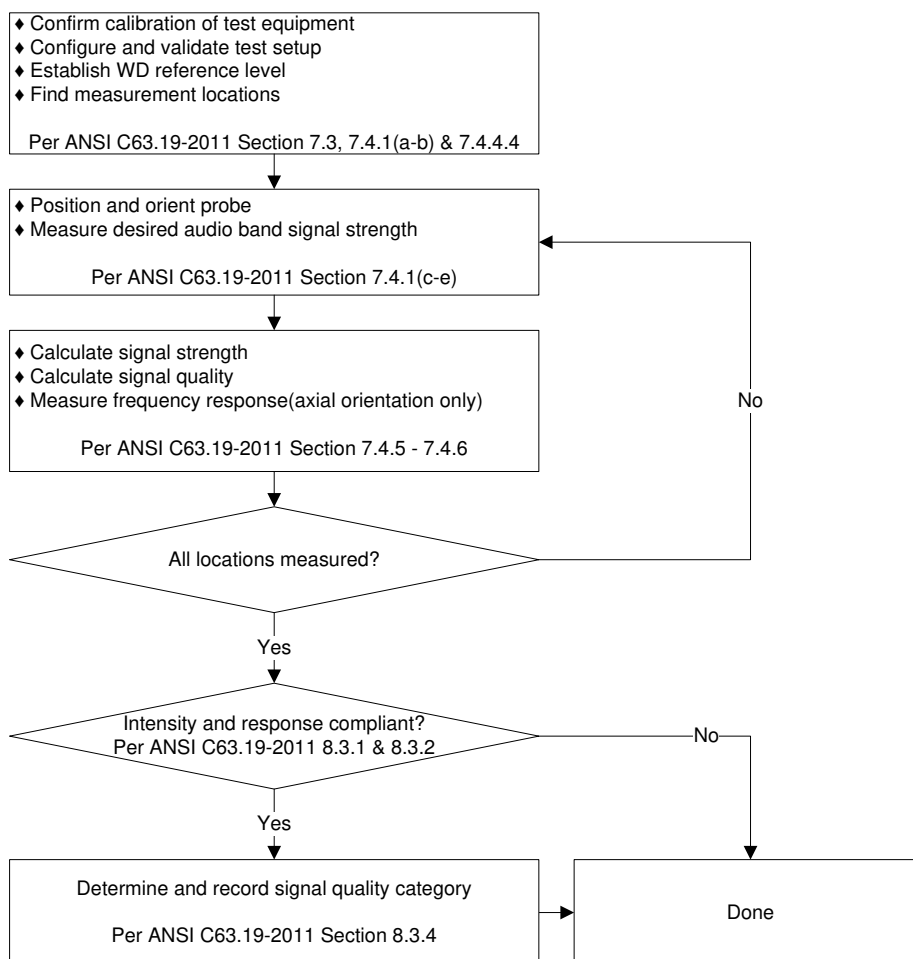 ♦ Confirm calibration of test equipment
♦ Configure and validate test setup
♦ Establish WD reference level
♦ Find measurement locations
Per ANSI C63.19-2011 Section 7.3, 7.4.1(a-b) & 7.4.4.4
♦ Position and orient probe
♦ Measure desired audio band signal strength
Per ANSI C63.19-2011 Section 7.4.1(c-e)
♦ Calculate signal strength
♦ Calculate signal quality
♦ Measure frequency response(axial orientation only)
Per ANSI C63.19-2011 Section 7.4.5 - 7.4.6
No
All locations measured?
Yes
Intensity and response compliant?
Per ANSI C63.19-2011 8.3.1 & 8.3.2
No
Yes
Determine and record signal quality category
Per ANSI C63.19-2011 Section 8.3.4
Done